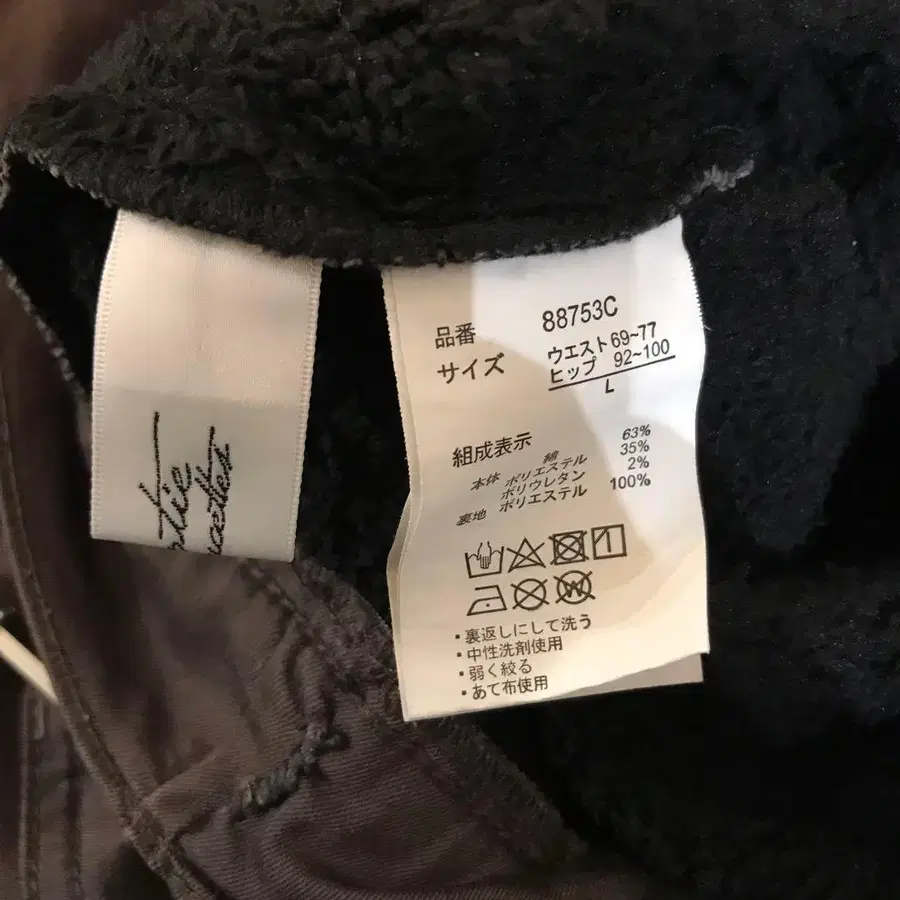 品番 88753C
サイズ ウエスト69~77
ヒップ 92~100
L
組成表示
本体 綿 63%
ポリエステル 35%
ポリウレタン 2%
裏地 ポリエステル 100%
・裏返しにして洗う
・中性洗剤使用
・弱く絞る
・あて布使用